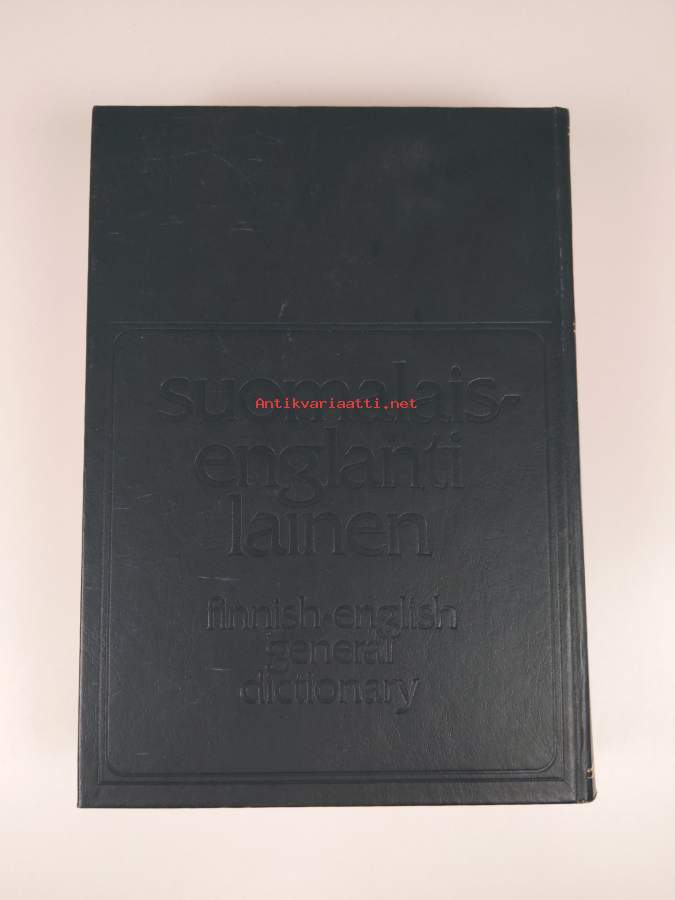 suomalais-
Antikvariaatti.net
englanti
lainen
finnish-english
general
dictionary